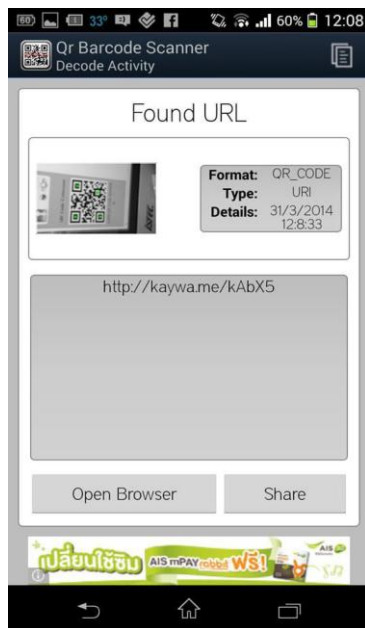 33° 60% 12:08
Qr Barcode Scanner
Decode Activity
Found URL
Format: QR_CODE
Type: URI
Details: 31/3/2014
12:8:33
http://kaywa.me/kAbX5
Open Browser
Share
เปลี่ยนใช้ซิม AIS mPAY rabbit ฟรี!
AIS